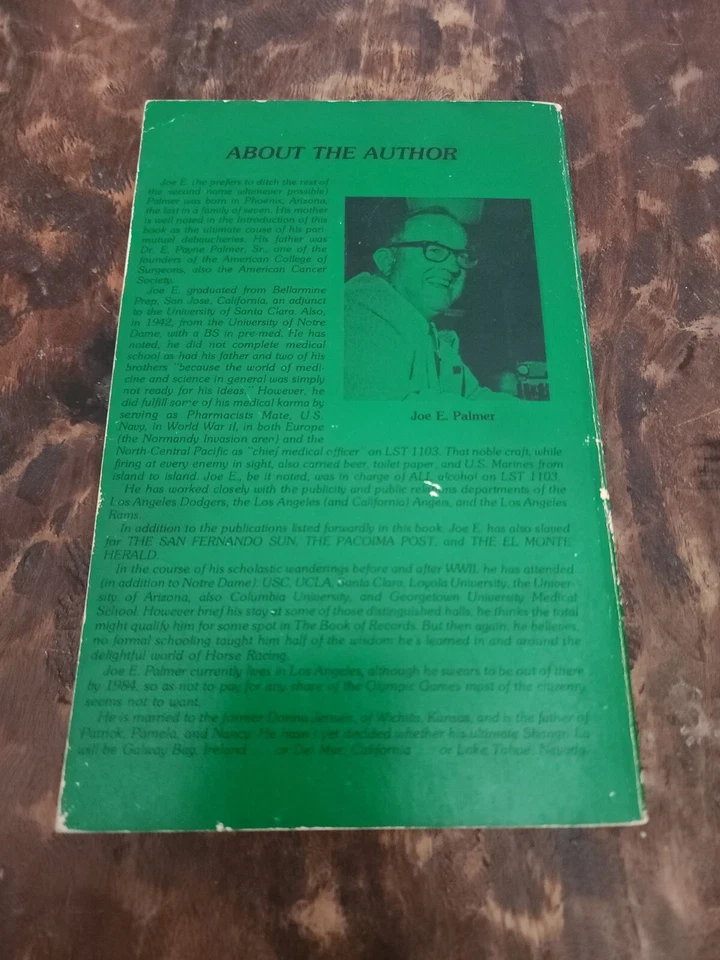 ABOUT THE AUTHOR
Joe E. (he prefers to ditch the rest of
the second name whenever possible)
Palmer was born in Phoenix, Arizona,
the last in a family of seven. His mother
is well noted in the Introduction of this
book as the ulumate cause of his pari-
mutuel debaucheries. His father was
Dr. E. Payne Palmer, Sr., one of the
founders of the American College of
Surgeons, also the American Cancer
Society.
Joe E. graduated from Bellarmine
Prep, San Jose, California, an adjunct
to the University of Santa Clara. Also,
in 1942, from the University of Notre
Dame, with a BS in pre-med. He has
noted, he did not complete medical
school as had his father and two of his
brothers "because the world of medi-
cine and science in general was simply
not ready for his ideas." However, he
did fulfill some of his medical karma by
serving as Pharmacists Mate, U.S.
Navy, in World War II, in both Europe
(the Normandy Invasion area) and the
North-Central Pacific as "chief medical officer" on LST 1103. That noble craft, while
firing at every enemy in sight, also carried beer, toilet paper, and U.S. Marines from
island to island. Joe E., be it noted, was in charge of ALL alcohol on LST 1103.
He has worked closely with the publicity and public relations departments of the
Los Angeles Dodgers, the Los Angeles (and California) Angels, and the Los Angeles
Rams.
In addition to the publications listed forwardly in this book, Joe E. has also slaved
for THE SAN FERNANDO SUN, THE PACOIMA POST, and THE EL MONTE
HERALD.
In the course of his scholastic wanderings before and after WWII, he has attended
(in addition to Notre Dame): USC, UCLA, Santa Clara, Loyola University, the Univer-
sity of Arizona, also Columbia University, and Georgetown University Medical
School. However brief his stay at some of those distinguished halls, he thinks the total
might qualify him for some spot in The Book of Records. But then again, he believes,
no formal schooling taught him half of the wisdom he's learned in and around the
delightful world of Horse Racing.
Joe E. Palmer currently lives in Los Angeles, although he swears to be out of there
by 1984, so as not to pay for any share of the Olympic Games most of the citizenry
seems not to want.
He is married to the former Donna Jensen, of Wichita, Kansas, and is the father of
Patrick, Pamela, and Nancy. He hasn't yet decided whether his ultimate Shangri La
will be Galway Bay, Ireland . . . or Del Mar, California . . . or Lake Tahoe, Nevada.
Joe E. Palmer